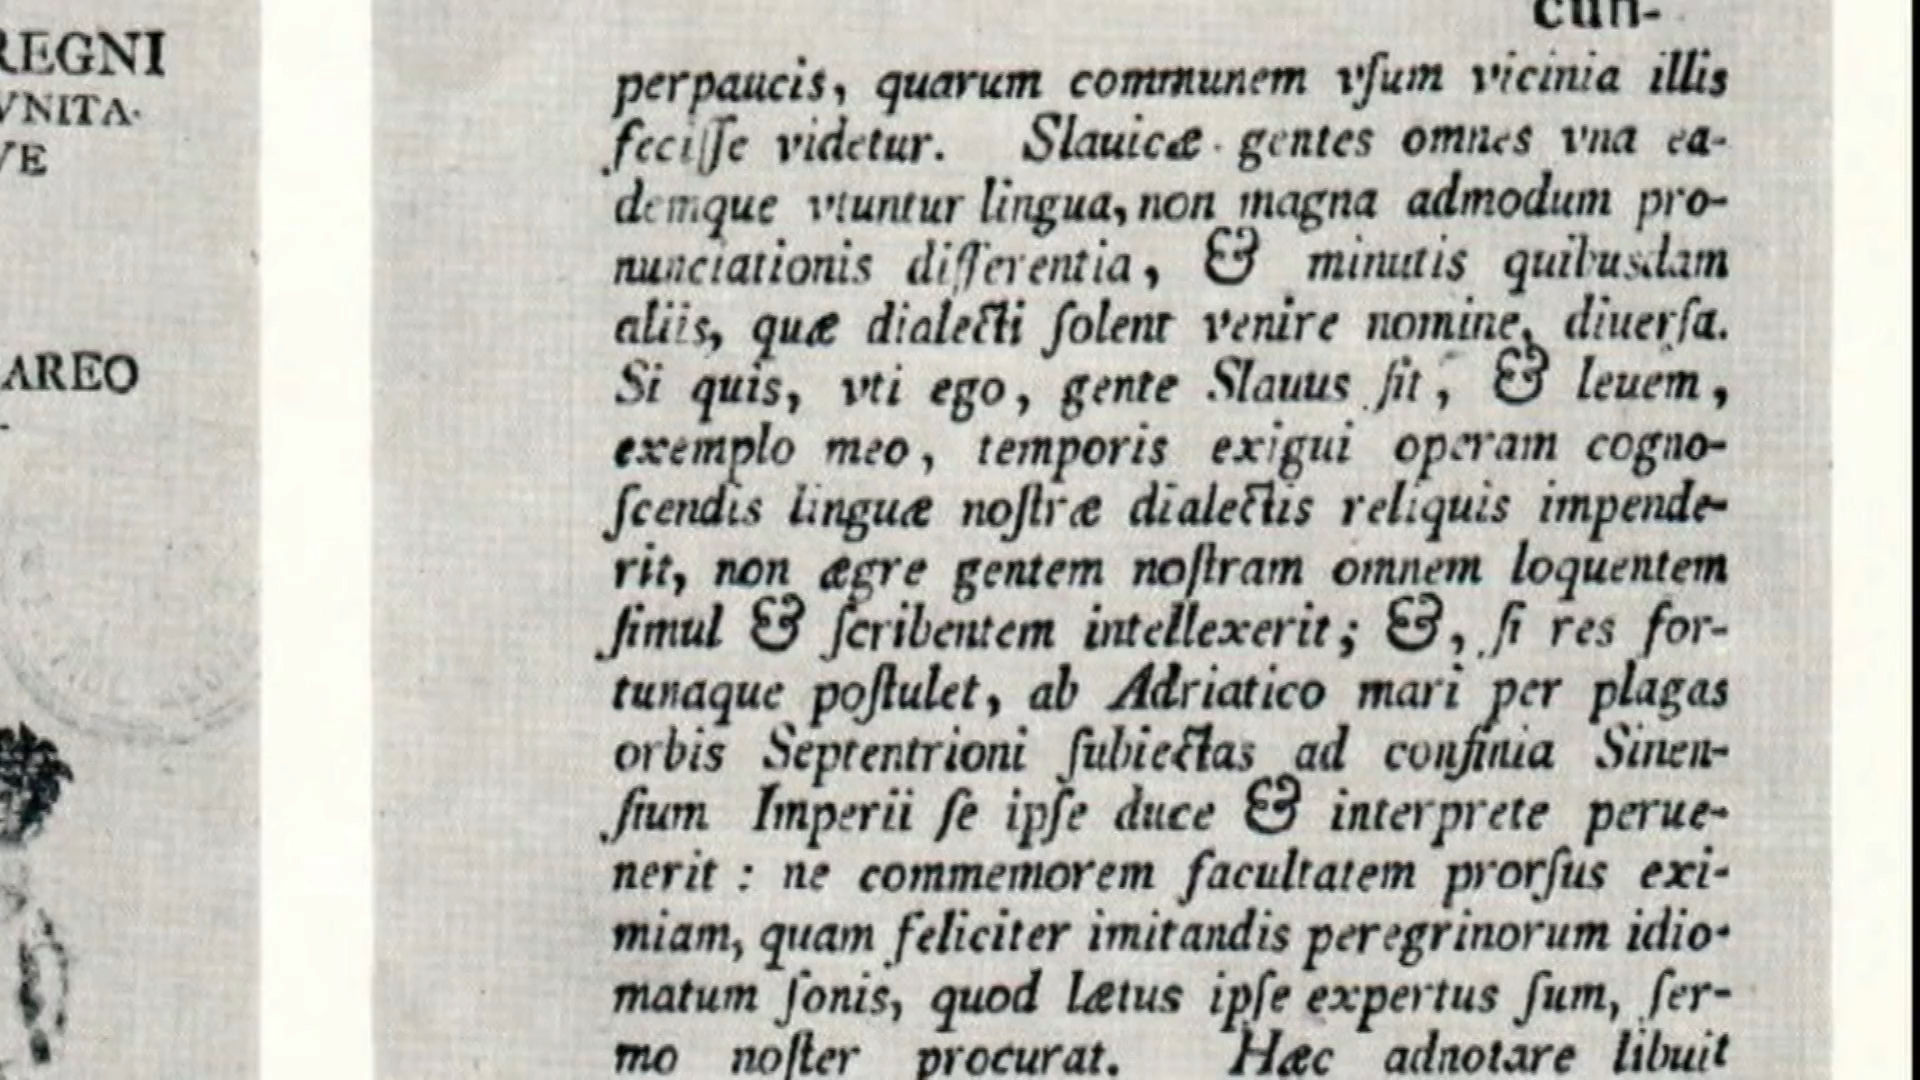 REGNI
VNITA-
VE
AREO
cun-
perpaucis, quarum communem vſum vicinia illis
feciſſe videtur. Slauicæ gentes omnes vna ea-
demque vtuntur lingua, non magna admodum pro-
nunciationis differentia, & minutis quibusdam
aliis, quæ dialecti ſolent venire nomine, diuerſa.
Si quis, vti ego, gente Slauus ſit, & leuem,
exemplo meo, temporis exigui operam cogno-
ſcendis linguæ noſtræ dialectis reliquis impende-
rit, non ægre gentem noſtram omnem loquentem
ſimul & ſcribentem intellexerit; &, ſi res for-
tunaque poſtulet, ab Adriatico mari per plagas
orbis Septentrioni ſubiectas ad confinia Sinen-
ſium Imperii ſe ipſe duce & interprete perue-
nerit : ne commemorem facultatem prorſus exi-
miam, quam feliciter imitandis peregrinorum idio-
matum ſonis, quod lætus ipſe expertus ſum, ſer-
mo noſter procurat. Hæc adnotare libuit